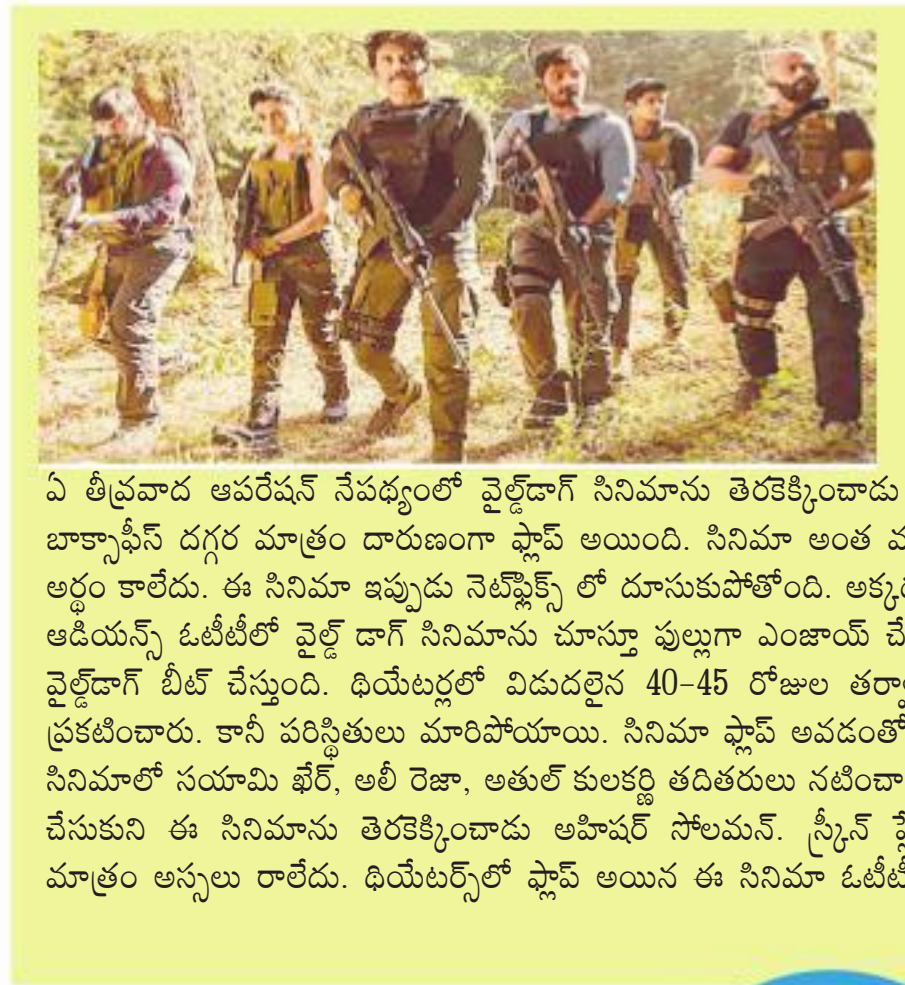 ఏ తీవ్రవాద ఆపరేషన్ నేపథ్యంలో వైల్డ్‌డాగ్ సినిమాను తెరకెక్కించాడు
బాక్సాఫీస్ దగ్గర మాత్రం దారుణంగా ఫ్లాప్ అయింది. సినిమా అంత
అర్థం కాలేదు. ఈ సినిమా ఇప్పుడు నెట్‌ఫ్లిక్స్ లో దూసుకుపోతోంది.
ఆడియన్స్ ఓటీటీలో వైల్డ్ డాగ్ సినిమాను చూస్తూ ఫుల్లుగా ఎంజాయ్
వైల్డ్‌డాగ్ బీట్ చేస్తుంది. థియేటర్లలో విడుదలైన 40-45 రోజుల
ప్రకటించారు. కానీ పరిస్థితులు మారిపోయాయి. సినిమా ఫ్లాప్ అవడంతో
సినిమాలో సయామి ఖేర్, అలీ రెజా, అతుల్ కులకర్ణి తదితరులు
చేసుకుని ఈ సినిమాను తెరకెక్కించాడు అహిషర్ సోలమన్. స్క్రీన్
మాత్రం అస్సలు రాలేదు. థియేటర్స్‌లో ఫ్లాప్ అయిన ఈ సినిమా